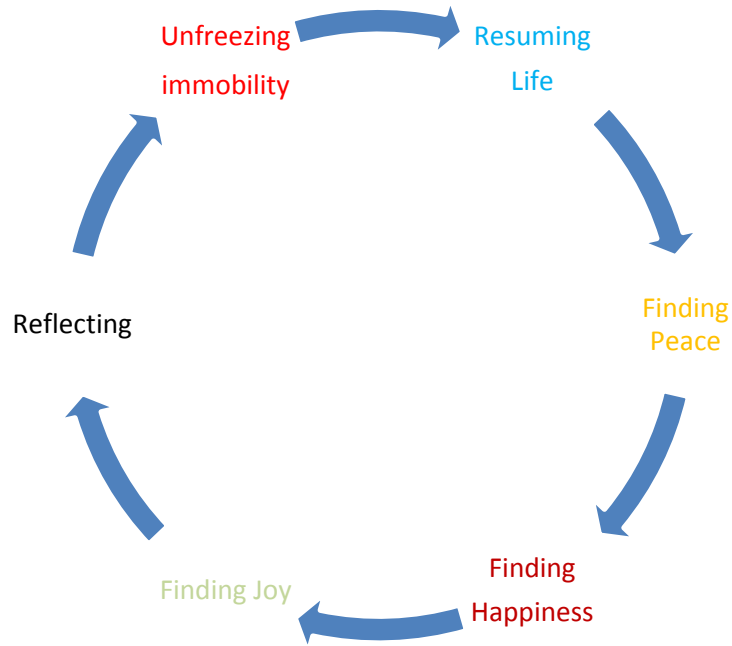 Unfreezing
immobility
Resuming
Life
Finding
Peace
Finding
Happiness
Finding Joy
Reflecting